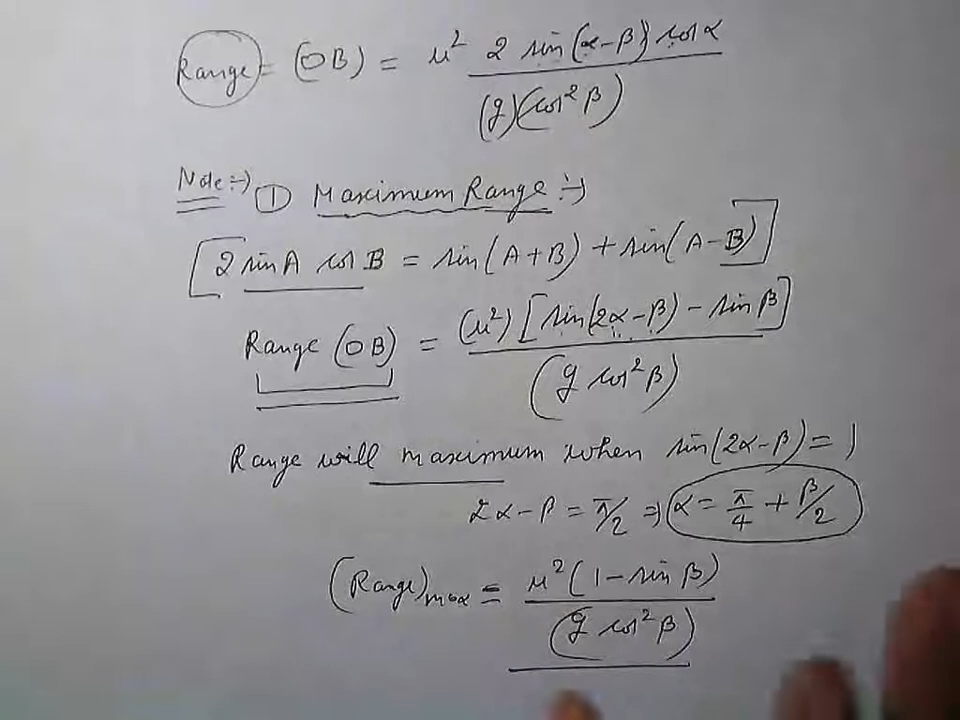 Range = (OB) = u² 2 sin(α-β) cos α / (g)(cos² β)
Note:-) ① Maximum Range :-)
[2 sin A cos B = sin(A+B) + sin(A-B)]
Range (OB) = (u²) [sin(2α-β) - sin β] / (g cos² β)
Range will maximum when sin(2α-β) = 1
2α-β = π/2 ⇒ α = π/4 + β/2
(Range)max = u² (1 - sin β) / (g cos² β)